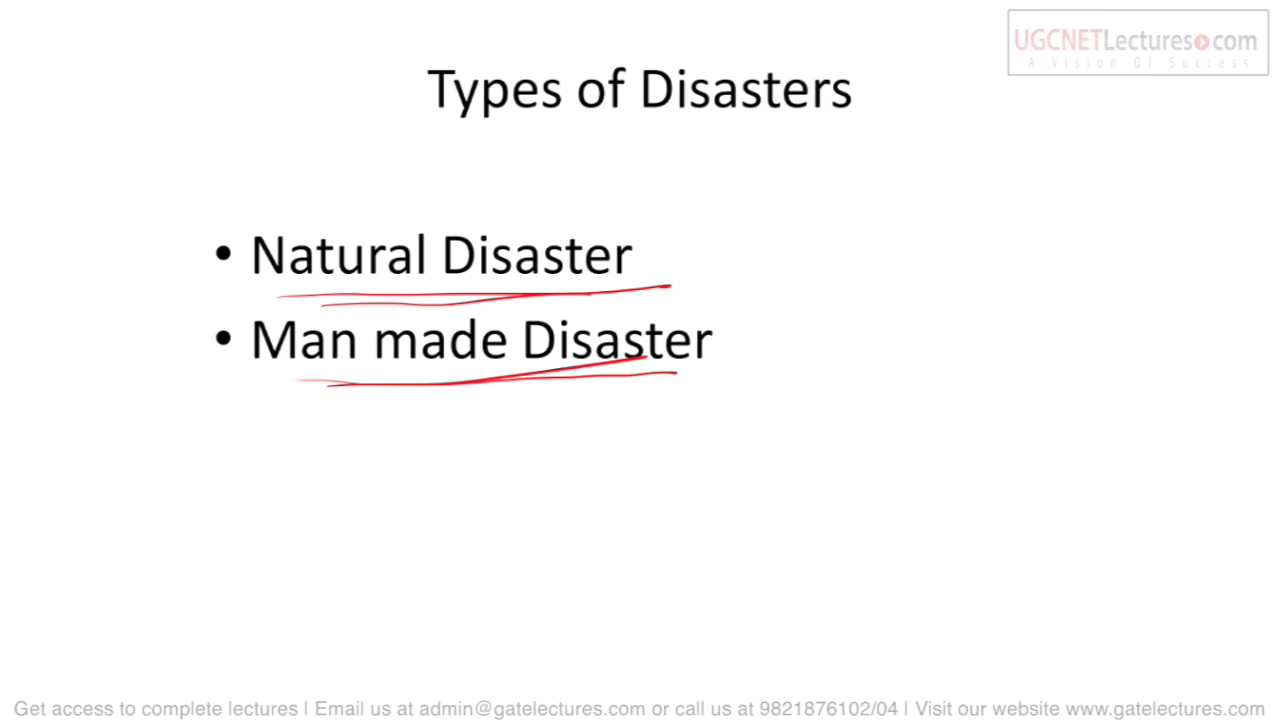 UGCNETLectures.com
A Vision Of Success
Types of Disasters
• Natural Disaster
• Man made Disaster
Get access to complete lectures | Email us at admin@gatelectures.com or call us at 9821876102/04 | Visit our website www.gatelectures.com